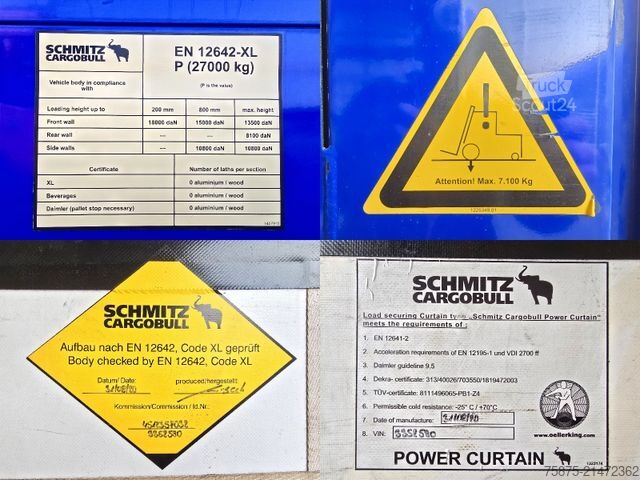 SCHMITZ
CARGOBULL
EN 12642-XL
P (27000 kg)
Vehicle body in compliance
with
(P is the value)
Loading height up to 200 mm 800 mm max. height
Front wall 18000 daN 15000 daN 13500 daN
Rear wall --- --- 8100 daN
Side walls --- 10800 daN 10800 daN
Certificate Number of laths per section
XL 0 aluminium / wood
Beverages 0 aluminium / wood
Daimler (pallet stop necessary) 0 aluminium / wood
Truck
Scout24
Attention! Max. 7.100 Kg
1226349.01
SCHMITZ
CARGOBULL
Aufbau nach EN 12642, Code XL geprüft
Body checked by EN 12642, Code XL
Datum/ Date:
produced/hergestellt:
Kommission/Commission / Id.Nr.:
SCHMITZ
CARGOBULL
Load securing Curtain type „Schmitz Cargobull Power Curtain"
meets the requirements of :
1. EN 12641-2
2. Acceleration requirements of EN 12195-1 und VDI 2700 ff
3. Daimler guideline 9,5
4. Dekra- certificate: 313/40026/703550/1819472003
5. TÜV-certificate: 8111496065-PB1-Z4
6. Permissible cold resistance: -25° C / +70°C
7. Date of manufacture:
8. VIN:
www.oellerking.com
POWER CURTAIN
75875-21472362